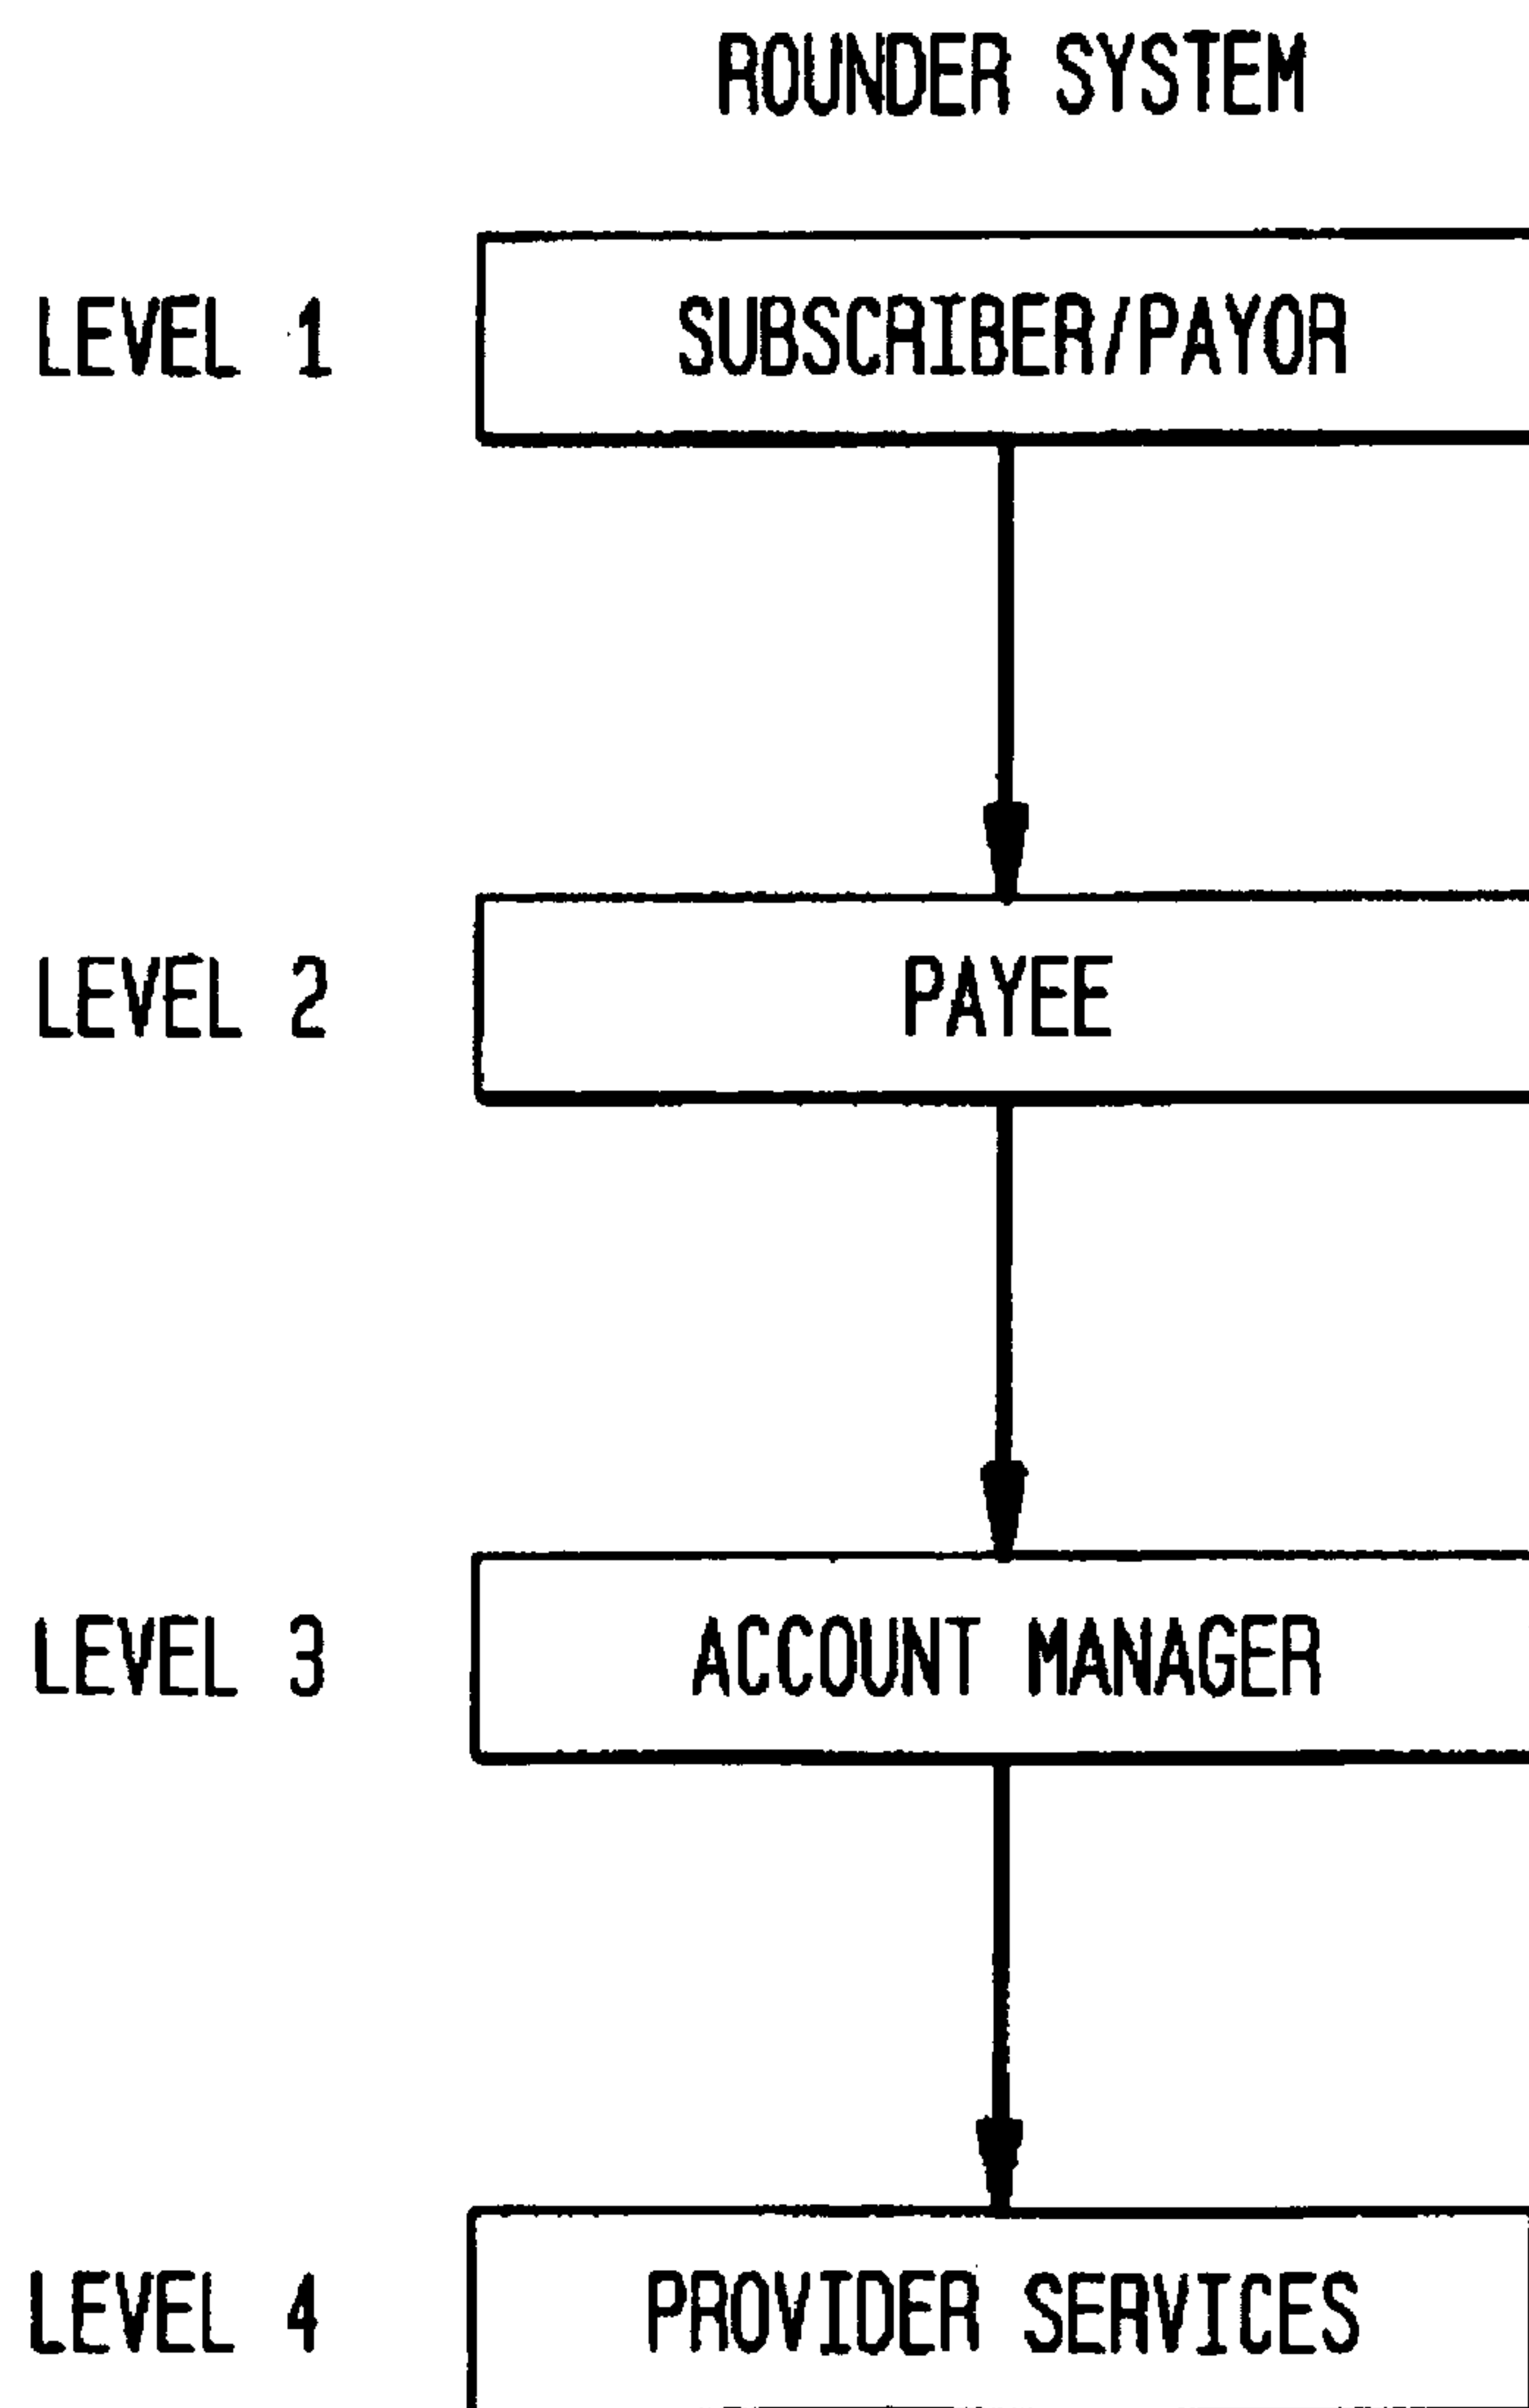 ROUNDER SYSTEM
LEVEL 1 SUBSCRIBER/PAYOR
LEVEL 2 PAYEE
LEVEL 3 ACCOUNT MANAGER
LEVEL 4 PROVIDER SERVICES